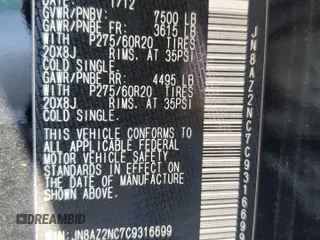 17/12
GVWR/PNBV: 7500 LB
GAWR/PNBE FR: 3615 LB
WITH P275/60R20 TIRES
20X8J RIMS. AT 35PSI
COLD SINGLE.
GAWR/PNBE RR: 4495 LB
WITH P275/60R20 TIRES
20X8J RIMS. AT 35PSI
COLD SINGLE.
THIS VEHICLE CONFORMS TO
ALL APPLICABLE FEDERAL
MOTOR VEHICLE SAFETY
STANDARDS IN EFFECT ON
THE DATE OF MANUFACTURE
SHOWN ABOVE.
JN8AZ2NC7C9316699
JN8AZ2NC7C9316699
DREAMBID